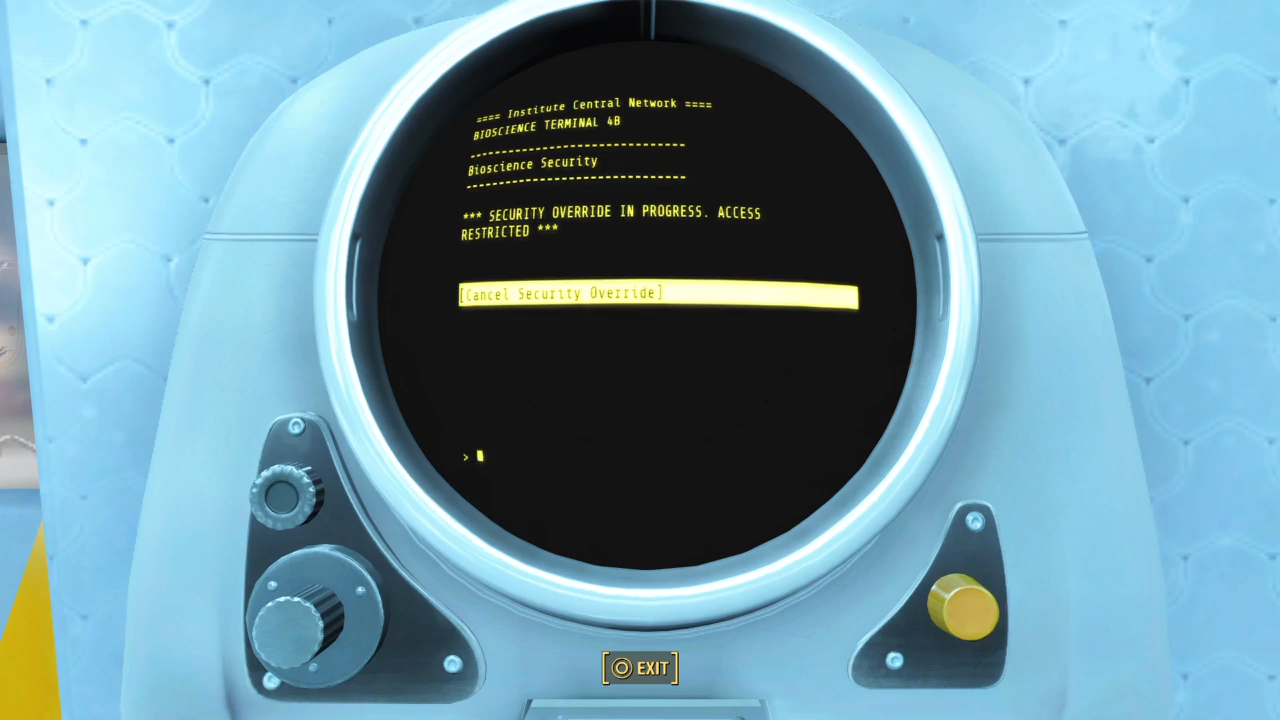 ==== Institute Central Network ====
BIOSCIENCE TERMINAL 4B
------------------------------
Bioscience Security
------------------------------
*** SECURITY OVERRIDE IN PROGRESS. ACCESS
RESTRICTED ***
[Cancel Security Override]
>
[EXIT]